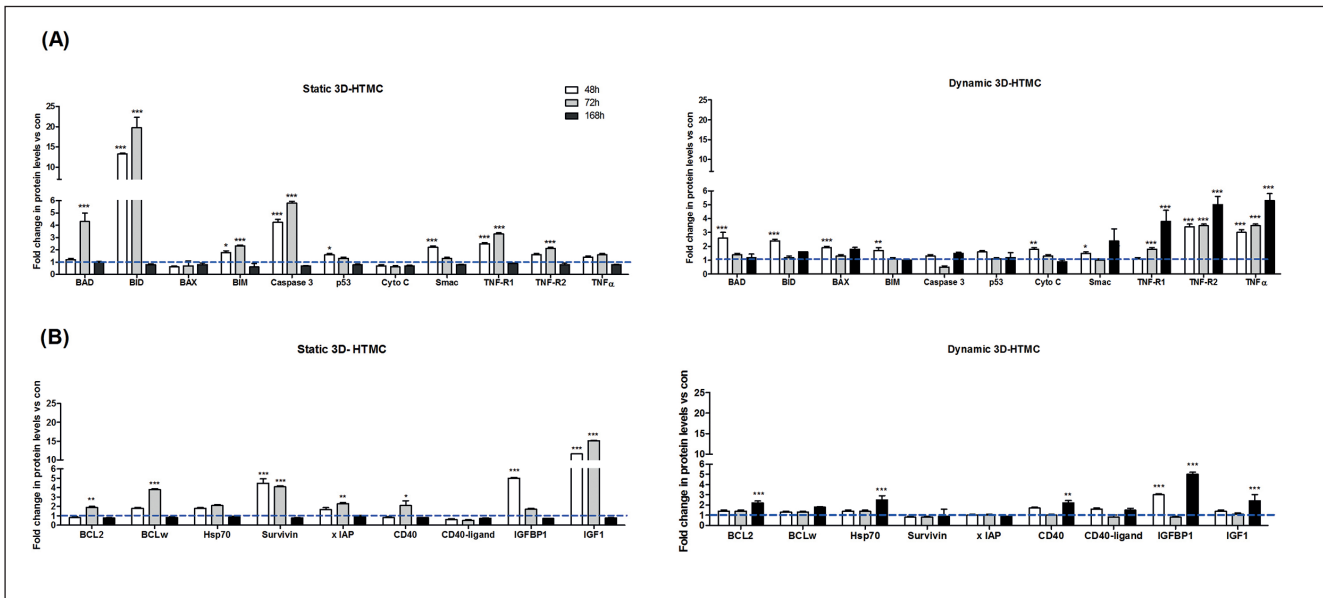 (A)
Static 3D-HTMC
48h
72h
168h
Fold change in protein levels vs con
25
20
15
10
6
5
4
3
2
1
0
*** *** *** * *** *** *** * *** *** *** ***
BAD BID BAX BIM Caspase 3 p53 Cyto C Smac TNF-R1 TNF-R2 TNFα
Dynamic 3D-HTMC
Fold change in protein levels vs con
25
20
15
10
6
5
4
3
2
1
0
*** *** *** ** ** * *** *** *** *** *** *** *** ***
BAD BID BAX BIM Caspase 3 p53 Cyto C Smac TNF-R1 TNF-R2 TNFα
(B)
Static 3D- HTMC
Fold change in protein levels vs con
25
20
15
10
6
5
4
3
2
1
0
** *** *** *** ** * *** *** ***
BCL2 BCLw Hsp70 Survivin x IAP CD40 CD40-ligand IGFBP1 IGF1
Dynamic 3D-HTMC
Fold change in protein levels vs con
25
20
15
10
5
6
5
4
3
2
1
0
*** *** ** *** *** ***
BCL2 BCLw Hsp70 Survivin x IAP CD40 CD40-ligand IGFBP1 IGF1